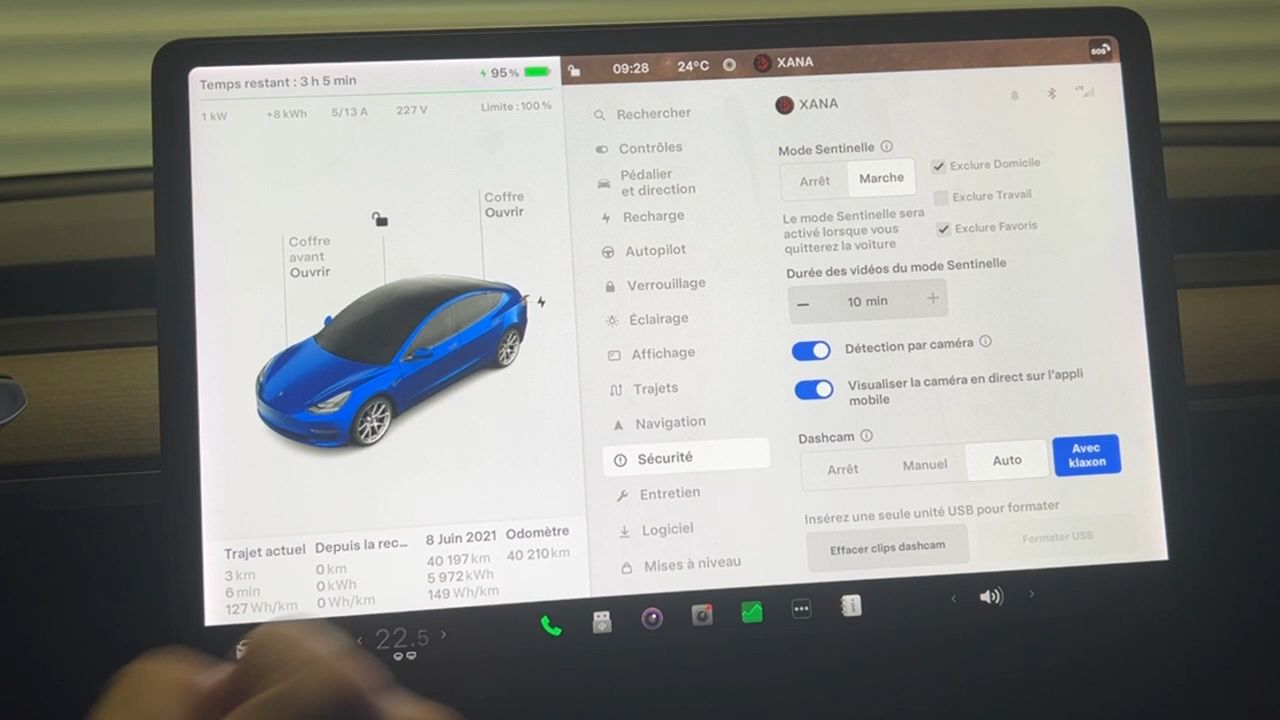 Temps restant : 3 h 5 min
95 %
1 kW
+8 kWh
5/13 A
227 V
Limite : 100 %
Coffre
Ouvrir
Coffre
avant
Ouvrir
Trajet actuel
3 km
6 min
127 Wh/km
Depuis la rec...
0 km
0 kWh
0 Wh/km
8 Juin 2021
40 197 km
5 972 kWh
149 Wh/km
Odomètre
40 210 km
09:28
24°C
XANA
SOS
Rechercher
Contrôles
Pédalier
et direction
Recharge
Autopilot
Verrouillage
Éclairage
Affichage
Trajets
Navigation
Sécurité
Entretien
Logiciel
Mises à niveau
XANA
LTE
Mode Sentinelle
Arrêt
Marche
Exclure Domicile
Exclure Travail
Exclure Favoris
Le mode Sentinelle sera
activé lorsque vous
quitterez la voiture
Durée des vidéos du mode Sentinelle
10 min
Détection par caméra
Visualiser la caméra en direct sur l'appli
mobile
Dashcam
Arrêt
Manuel
Auto
Avec
klaxon
Insérez une seule unité USB pour formater
Effacer clips dashcam
Formater USB
22.5